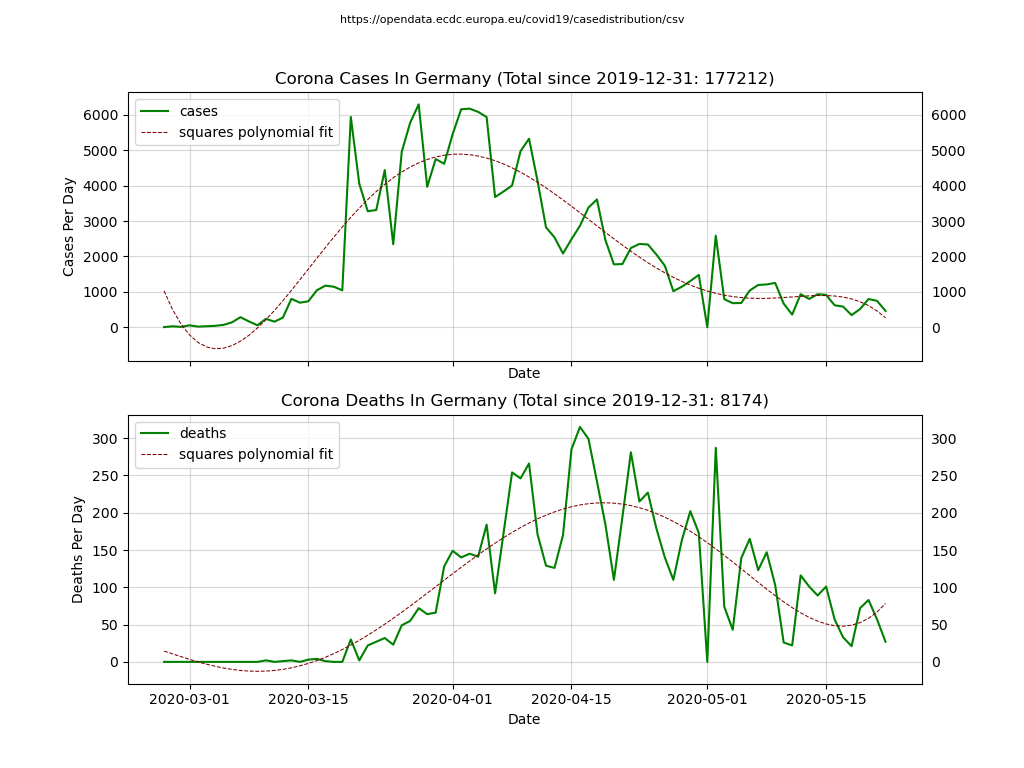 https://opendata.ecdc.europa.eu/covid19/casedistribution/csv
Corona Cases In Germany (Total since 2019-12-31: 177212)
cases
squares polynomial fit
6000 6000
5000 5000
4000 4000
3000 3000
2000 2000
1000 1000
0 0
Cases Per Day
Date
Corona Deaths In Germany (Total since 2019-12-31: 8174)
deaths
squares polynomial fit
300 300
250 250
200 200
150 150
100 100
50 50
0 0
Deaths Per Day
2020-03-01 2020-03-15 2020-04-01 2020-04-15 2020-05-01 2020-05-15
Date